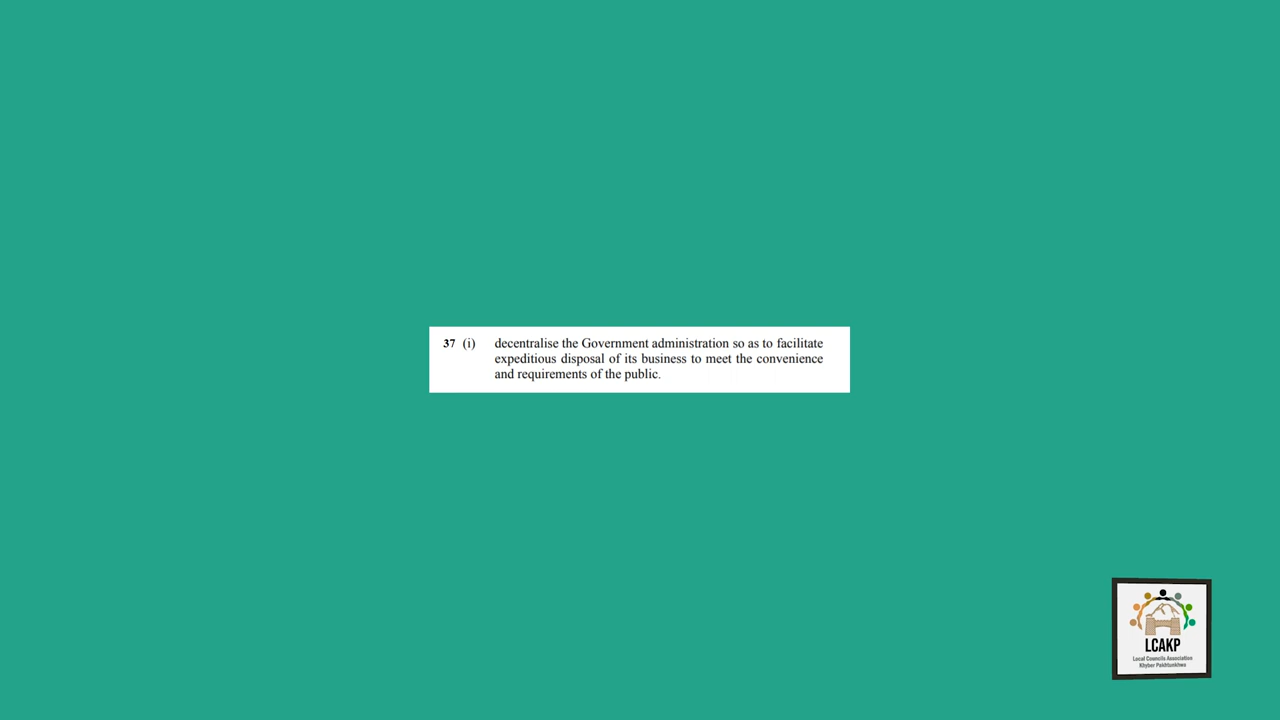 37 (i) decentralise the Government administration so as to facilitate
expeditious disposal of its business to meet the convenience
and requirements of the public.
LCAKP
Local Councils Association
Khyber Pakhtunkhwa